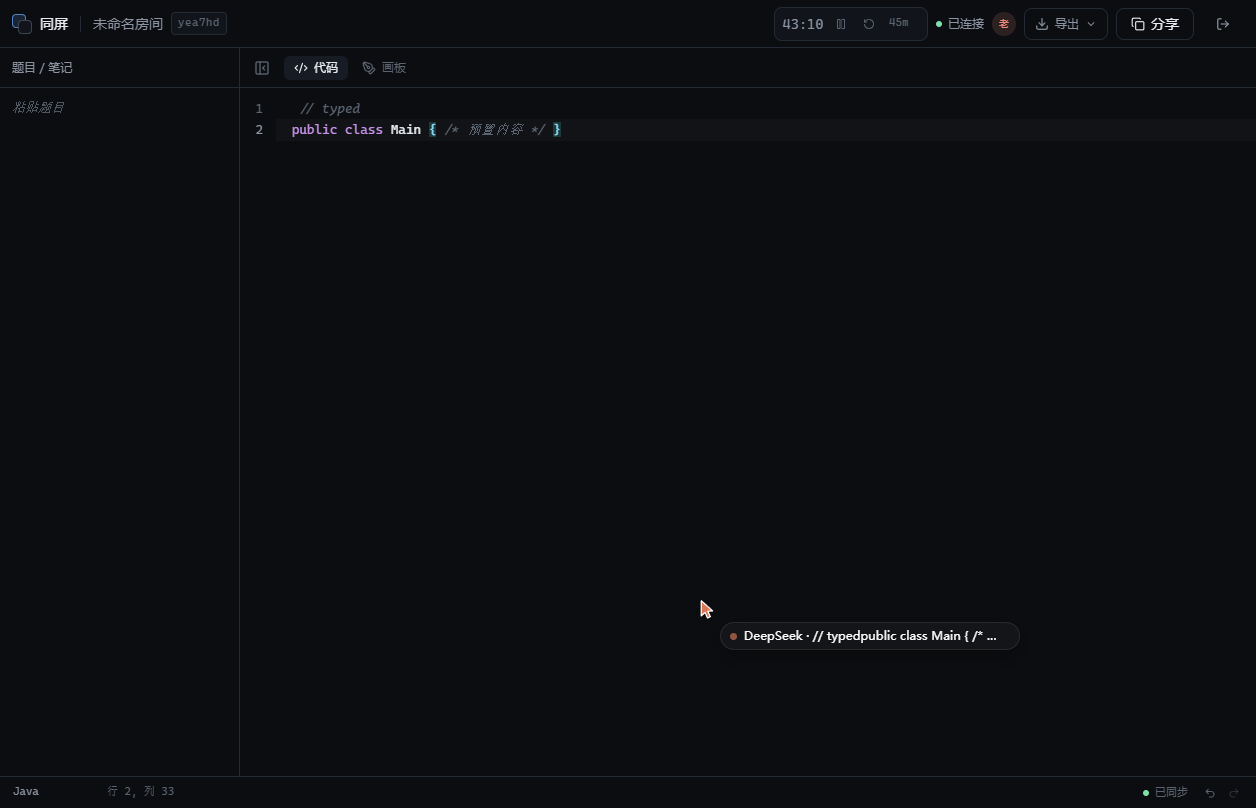 同屏 未命名房间 yea7hd 43:10 45m 已连接 老 导出 分享
题目 / 笔记 </> 代码 画板
粘贴题目
1 // typed
2 public class Main { /* 预置内容 */ }
DeepSeek · // typedpublic class Main { /* ...
Java 行 2, 列 33 已同步